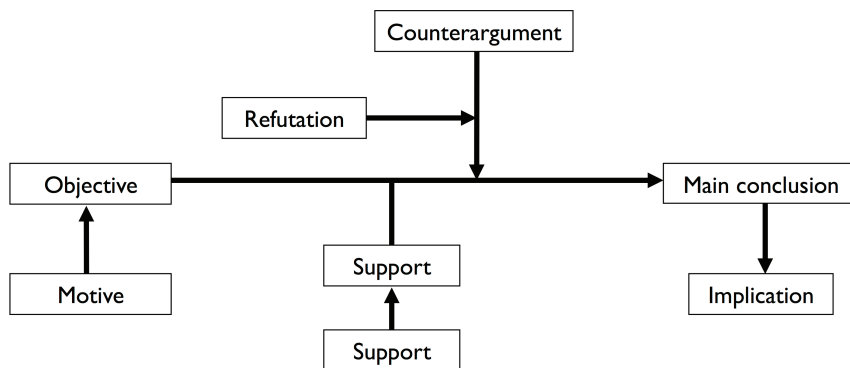 Counterargument
Refutation
Objective
Main conclusion
Support
Motive
Implication
Support